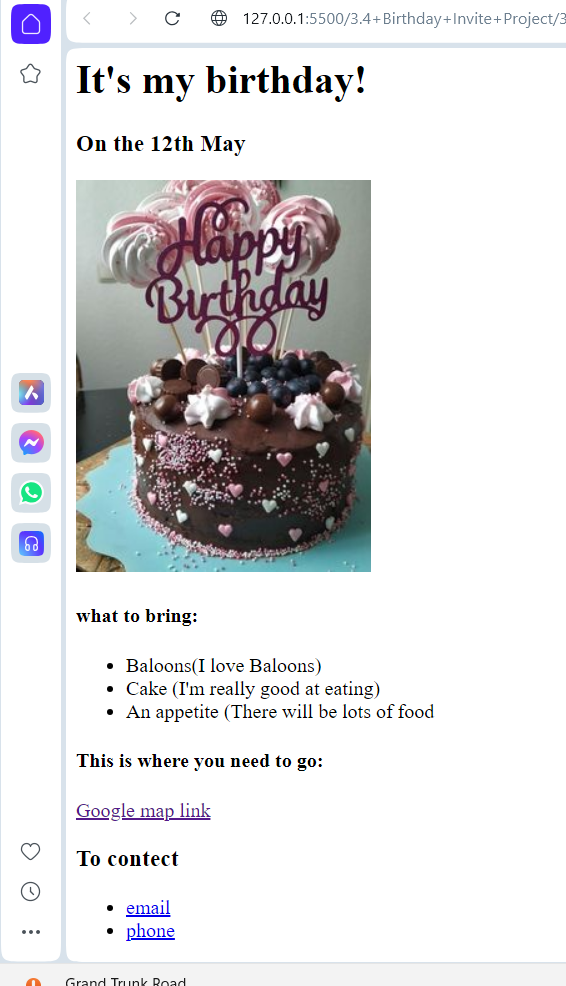 127.0.0.1:5500/3.4+Birthday+Invite+Project/3
It's my birthday!
On the 12th May
Happy
Birthday
what to bring:
Baloons(I love Baloons)
Cake (I'm really good at eating)
An appetite (There will be lots of food
This is where you need to go:
Google map link
To contect
email
phone
Grand Trunk Road